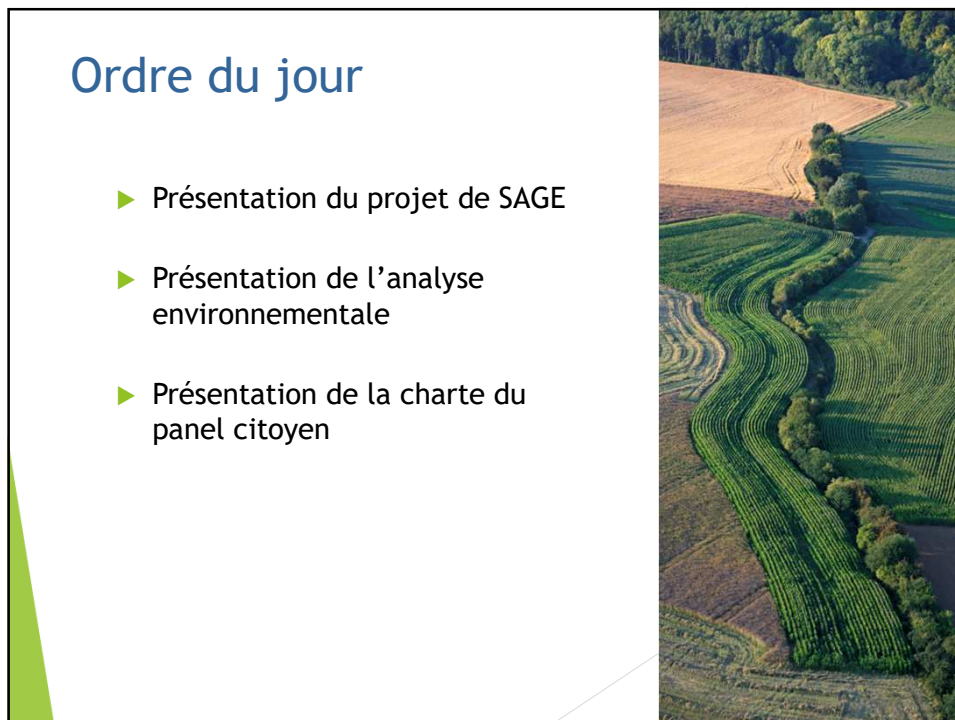 Ordre du jour
Présentation du projet de SAGE
Présentation de l’analyse
environnementale
Présentation de la charte du
panel citoyen